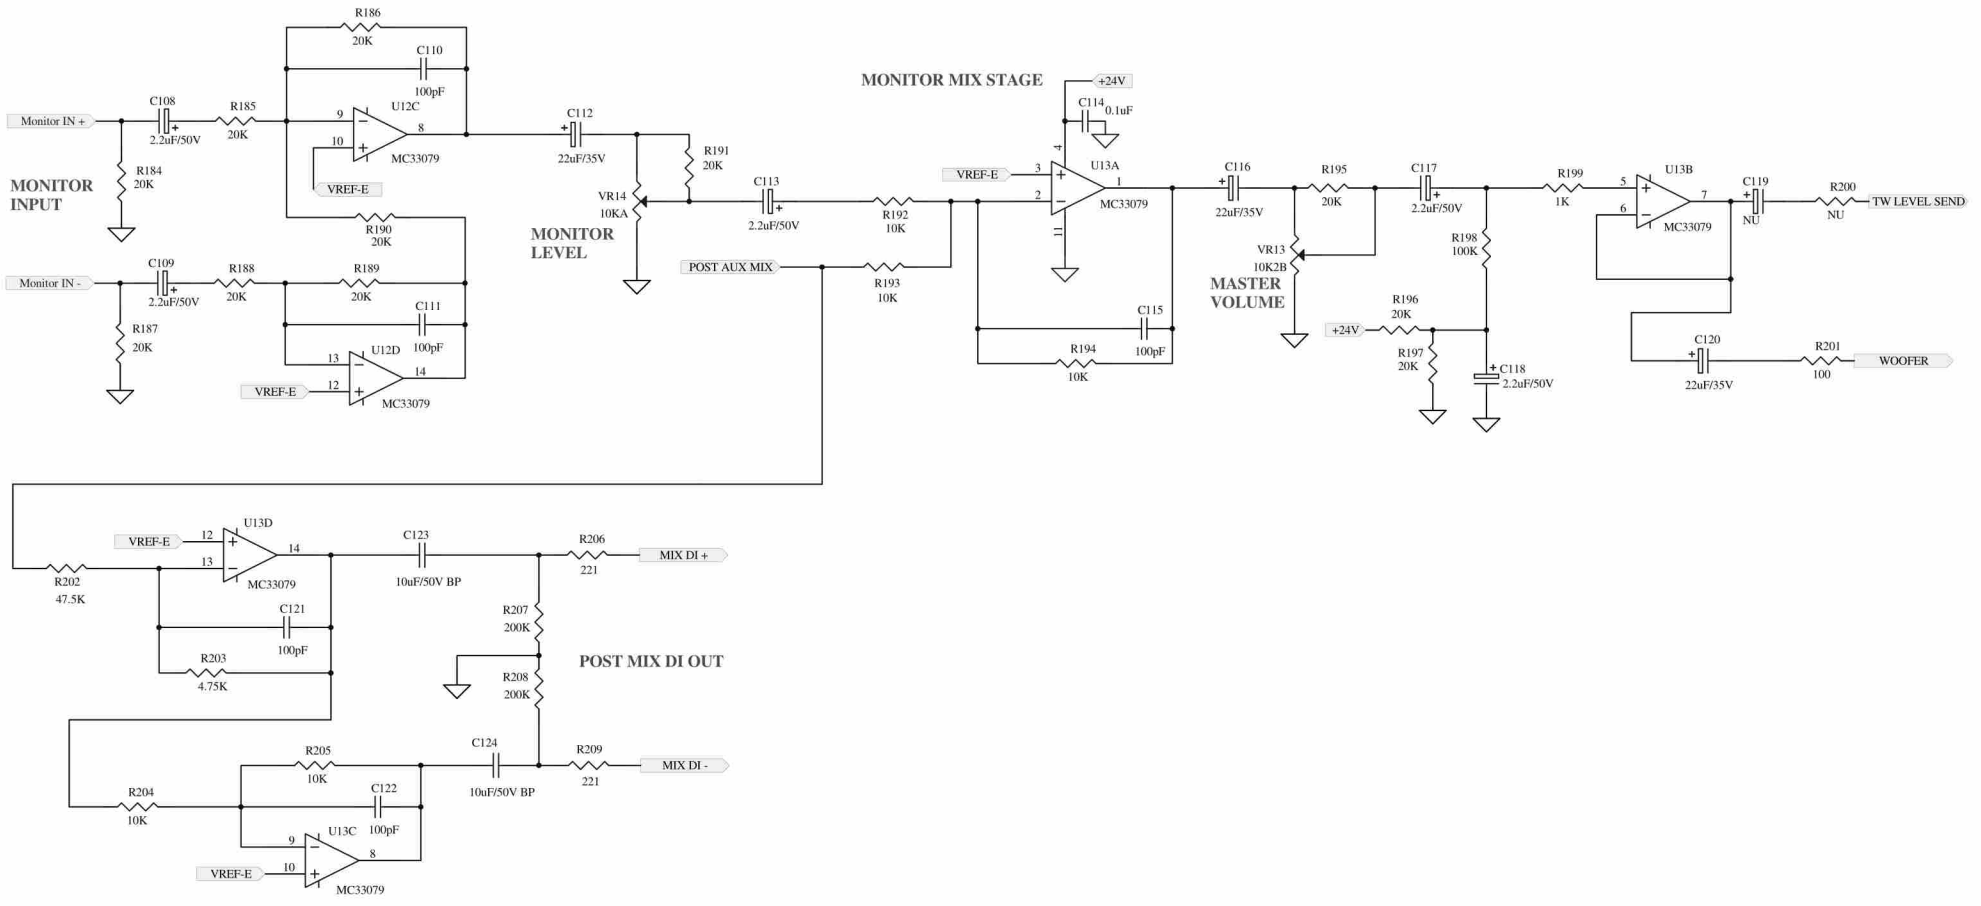 R186
20K
C110
100pF
U12C
9
10
8
MC33079
VREF-E
Monitor IN +
C108
+
2.2uF/50V
R185
20K
R184
20K
MONITOR
INPUT
R190
20K
Monitor IN -
C109
+
2.2uF/50V
R188
20K
R189
20K
R187
20K
C111
100pF
U12D
13
12
14
MC33079
VREF-E
C112
+
22uF/35V
R191
20K
VR14
10KA
MONITOR
LEVEL
C113
+
2.2uF/50V
R192
10K
POST AUX MIX
R193
10K
MONITOR MIX STAGE
+24V
C114
0.1uF
4
VREF-E
3
2
U13A
1
MC33079
11
C115
100pF
R194
10K
C116
+
22uF/35V
R195
20K
VR13
10K2B
MASTER
VOLUME
C117
+
2.2uF/50V
R198
100K
R196
20K
+24V
R197
20K
+
C118
2.2uF/50V
R199
1K
5
6
U13B
7
MC33079
C119
+
NU
R200
NU
TW LEVEL SEND
C120
+
22uF/35V
R201
100
WOOFER
R202
47.5K
VREF-E
12
13
U13D
14
MC33079
C121
100pF
R203
4.75K
C123
10uF/50V BP
R206
221
MIX DI +
R207
200K
R208
200K
POST MIX DI OUT
R204
10K
R205
10K
C122
100pF
U13C
9
10
8
MC33079
VREF-E
C124
10uF/50V BP
R209
221
MIX DI -